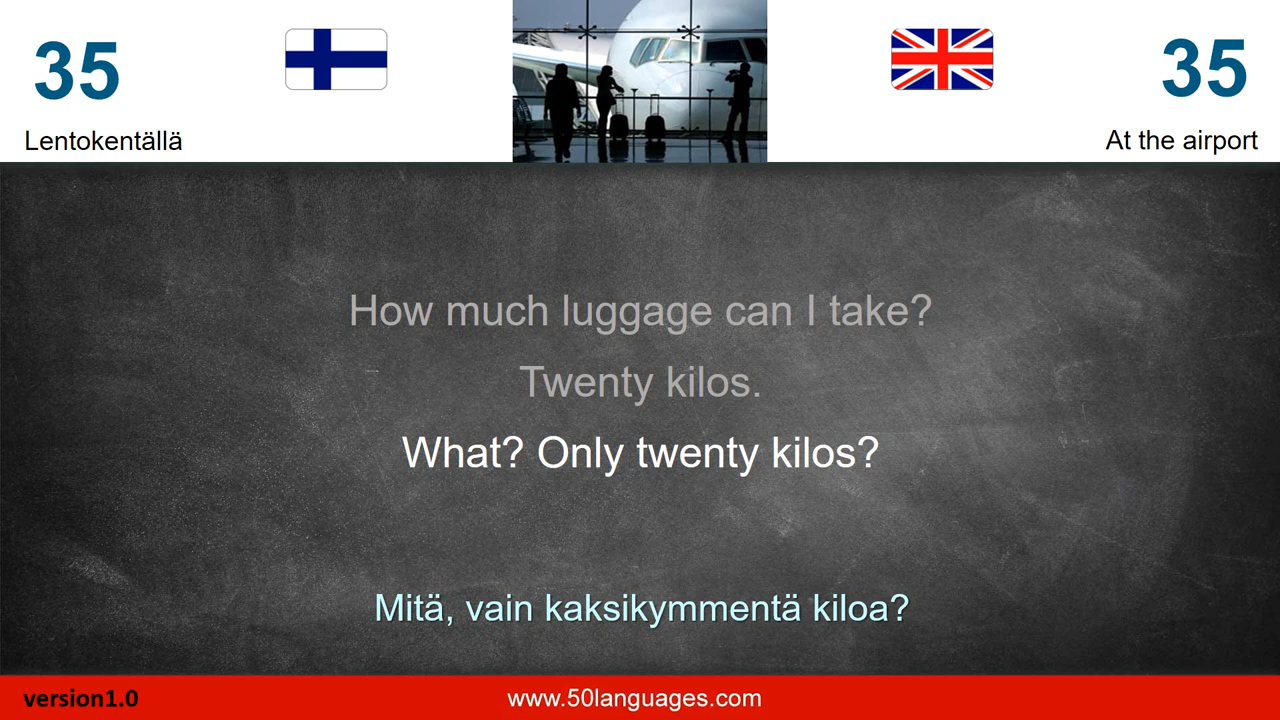 35
35
Lentokentällä
At the airport
How much luggage can I take?
Twenty kilos.
What? Only twenty kilos?
Mitä, vain kaksikymmentä kiloa?
version1.0
www.50languages.com